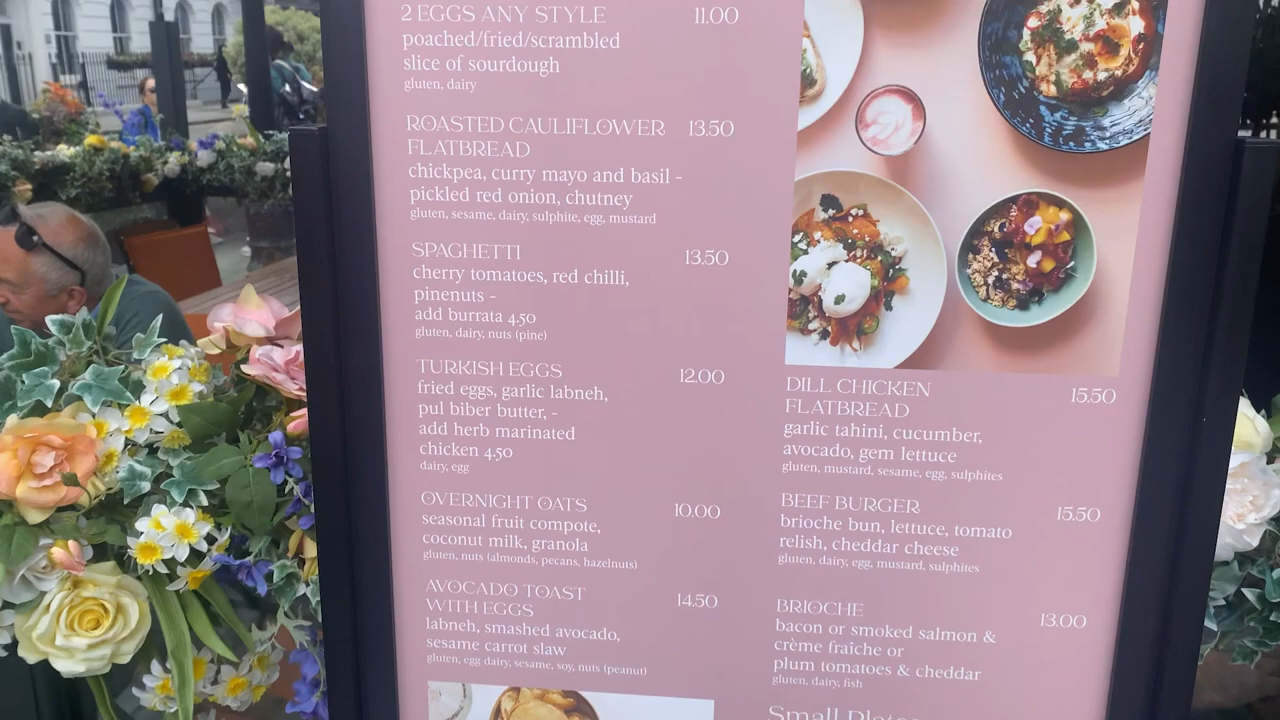 2 EGGS ANY STYLE 11.00
poached/fried/scrambled
slice of sourdough
gluten, dairy
ROASTED CAULIFLOWER 13.50
FLATBREAD
chickpea, curry mayo and basil -
pickled red onion, chutney
gluten, sesame, dairy, sulphite, egg, mustard
SPAGHETTI 13.50
cherry tomatoes, red chilli,
pinenuts -
add burrata 4.50
gluten, dairy, nuts (pine)
TURKISH EGGS 12.00
fried eggs, garlic labneh,
pul biber butter, -
add herb marinated
chicken 4.50
dairy, egg
OVERNIGHT OATS 10.00
seasonal fruit compote,
coconut milk, granola
gluten, nuts (almonds, pecans, hazelnuts)
AVOCADO TOAST 14.50
WITH EGGS
labneh, smashed avocado,
sesame carrot slaw
gluten, egg dairy, sesame, soy, nuts (peanut)
DILL CHICKEN 15.50
FLATBREAD
garlic tahini, cucumber,
avocado, gem lettuce
gluten, mustard, sesame, egg, sulphites
BEEF BURGER 15.50
brioche bun, lettuce, tomato
relish, cheddar cheese
gluten, dairy, egg, mustard, sulphites
BRIOCHE 13.00
bacon or smoked salmon &
crème fraîche or
plum tomatoes & cheddar
gluten, dairy, fish
Small Plates